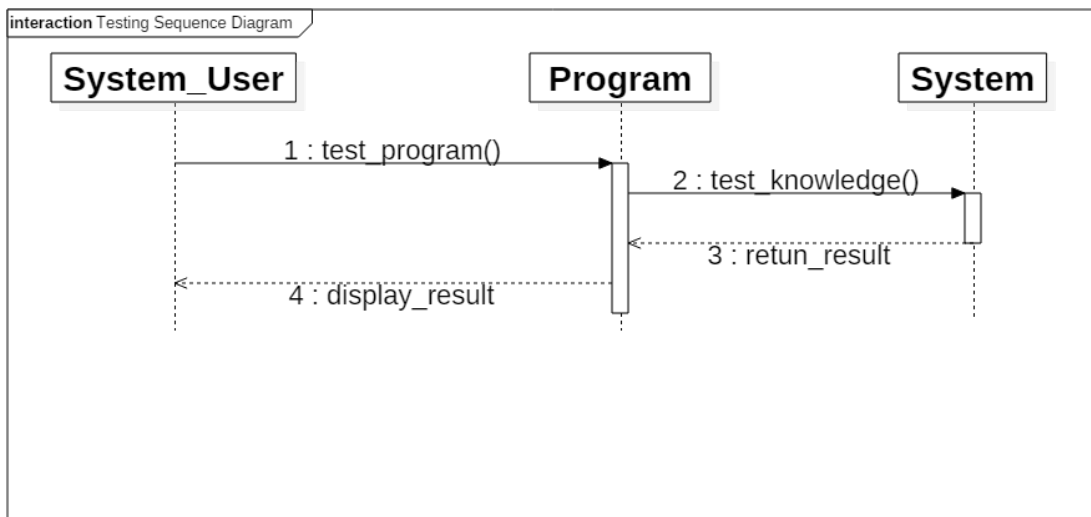 interaction Testing Sequence Diagram
System_User
Program
System
1 : test_program()
2 : test_knowledge()
3 : retun_result
4 : display_result